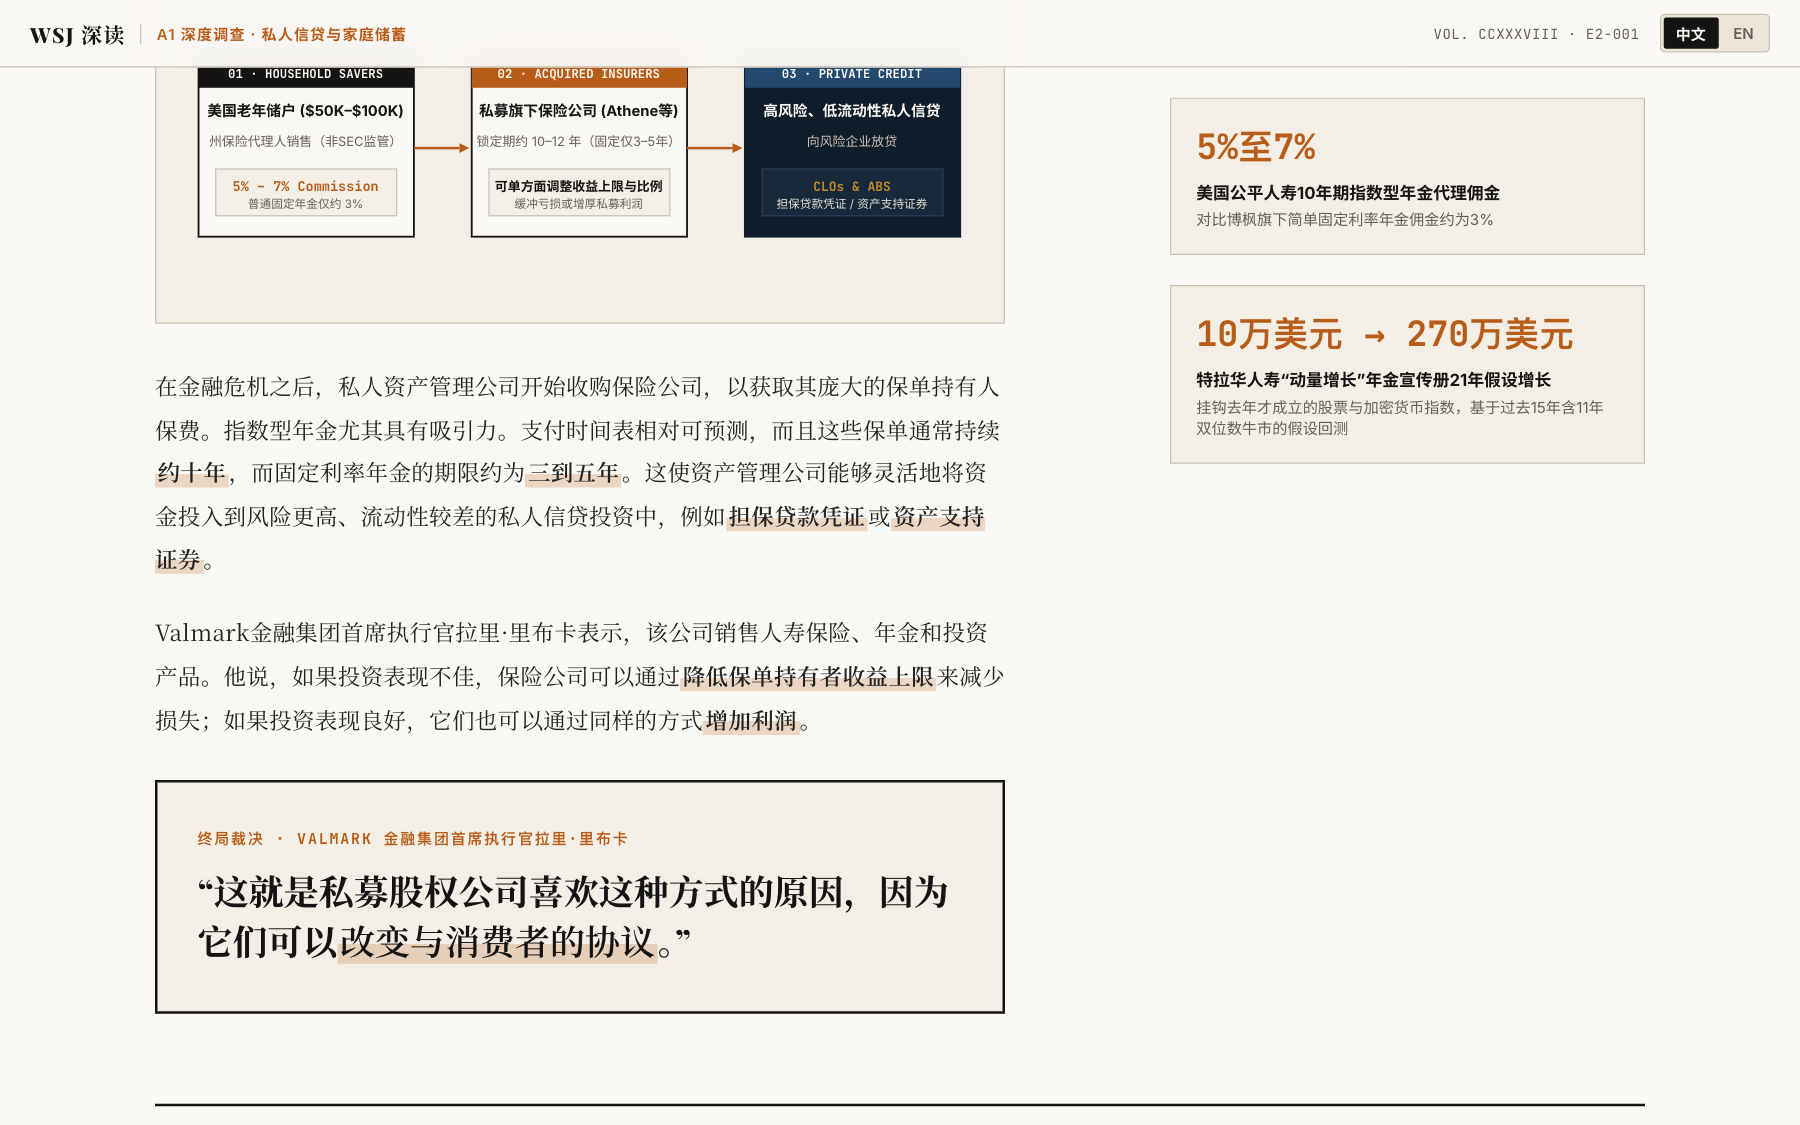 WSJ 深读
A1 深度调查 · 私人信贷与家庭储蓄
VOL. CCXXXVIII · E2-001
中文
EN
01 · HOUSEHOLD SAVERS
美国老年储户 ($50K–$100K)
州保险代理人销售（非SEC监管）
5% – 7% Commission
普通固定年金仅约 3%
02 · ACQUIRED INSURERS
私募旗下保险公司 (Athene等)
锁定期约 10–12 年（固定仅3–5年）
可单方面调整收益上限与比例
缓冲亏损或增厚私募利润
03 · PRIVATE CREDIT
高风险、低流动性私人信贷
向风险企业放贷
CLOs & ABS
担保贷款凭证 / 资产支持证券
在金融危机之后，私人资产管理公司开始收购保险公司，以获取其庞大的保单持有人
保费。指数型年金尤其具有吸引力。支付时间表相对可预测，而且这些保单通常持续
约十年，而固定利率年金的期限约为三到五年。这使资产管理公司能够灵活地将资
金投入到风险更高、流动性较差的私人信贷投资中，例如担保贷款凭证或资产支持
证券。
Valmark金融集团首席执行官拉里·里布卡表示，该公司销售人寿保险、年金和投资
产品。他说，如果投资表现不佳，保险公司可以通过降低保单持有者收益上限来减少
损失；如果投资表现良好，它们也可以通过同样的方式增加利润。
终局裁决 · VALMARK 金融集团首席执行官拉里·里布卡
“这就是私募股权公司喜欢这种方式的原因，因为
它们可以改变与消费者的协议。”
5%至7%
美国公平人寿10年期指数型年金代理佣金
对比博枫旗下简单固定利率年金佣金约为3%
10万美元 → 270万美元
特拉华人寿“动量增长”年金宣传册21年假设增长
挂钩去年才成立的股票与加密货币指数，基于过去15年含11年
双位数牛市的假设回测